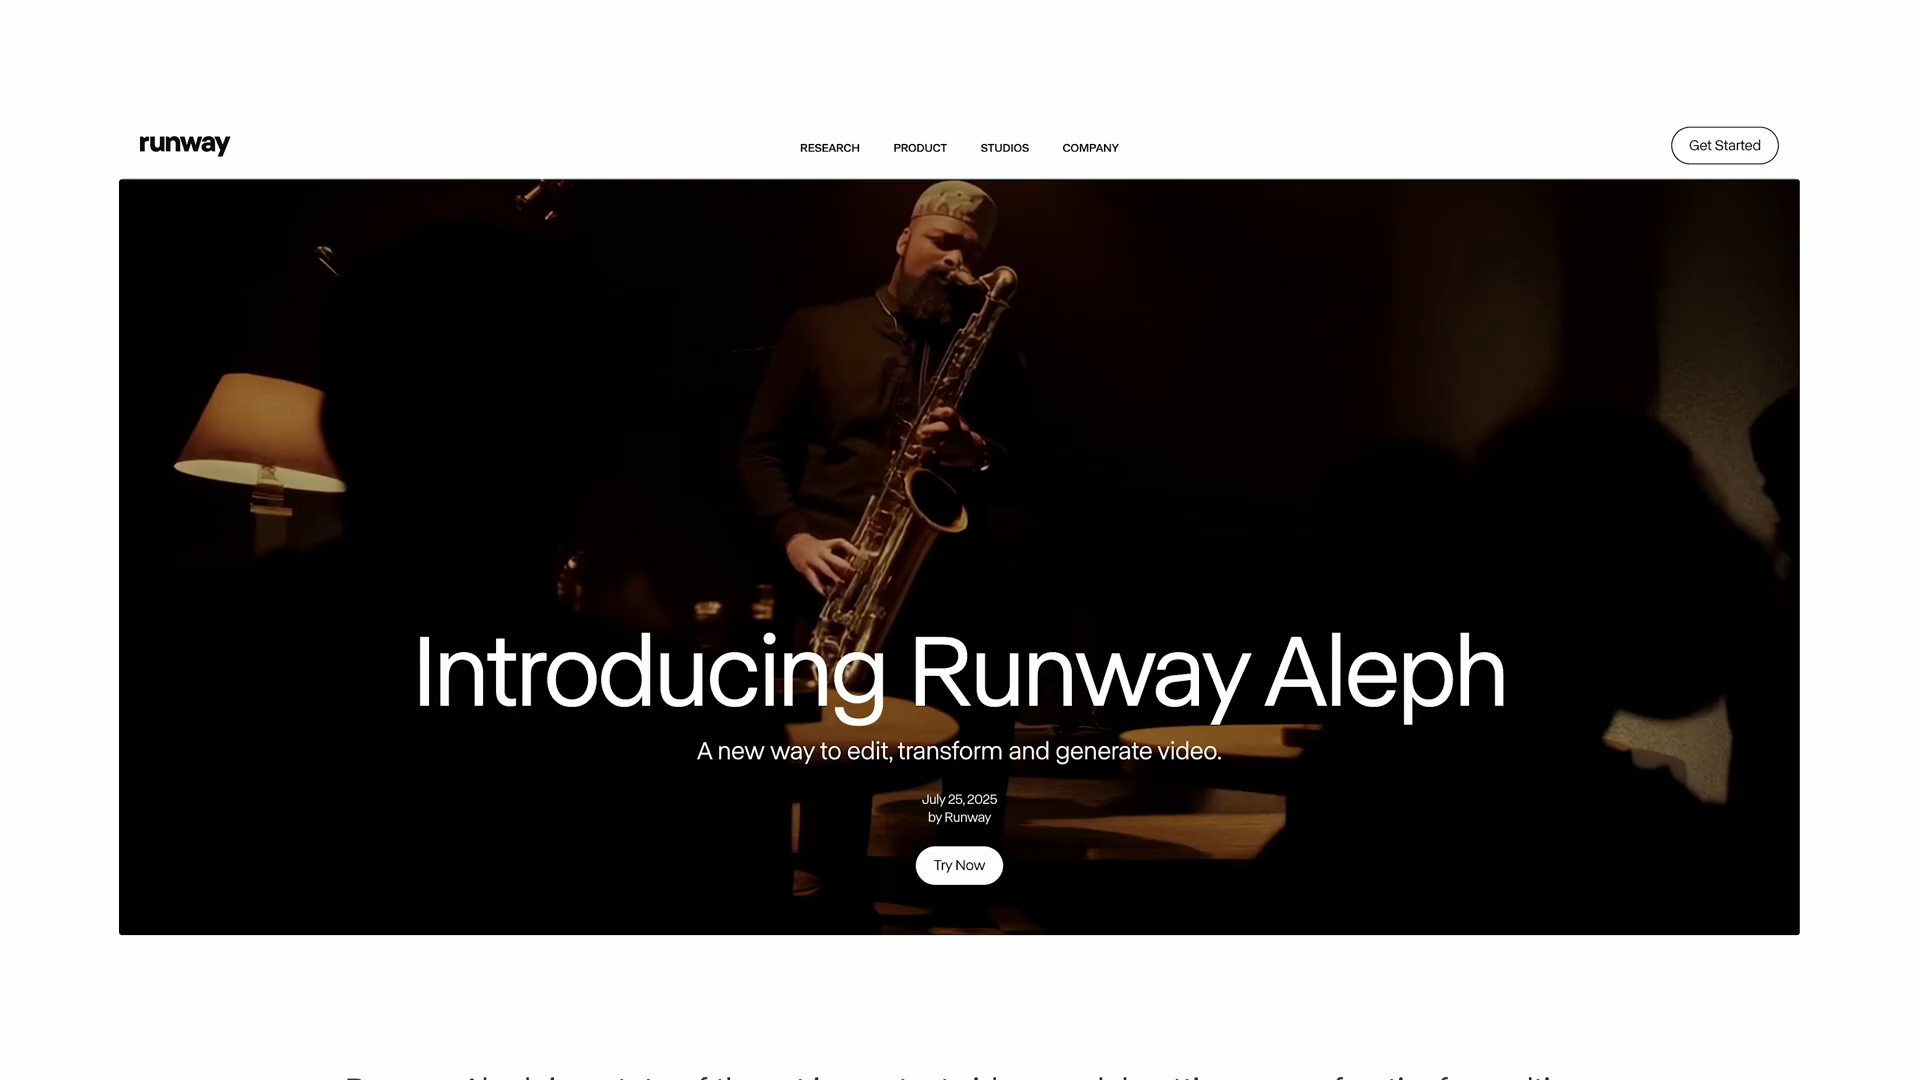 runway
RESEARCH PRODUCT STUDIOS COMPANY
Get Started
Introducing Runway Aleph
A new way to edit, transform and generate video.
July 25, 2025
by Runway
Try Now